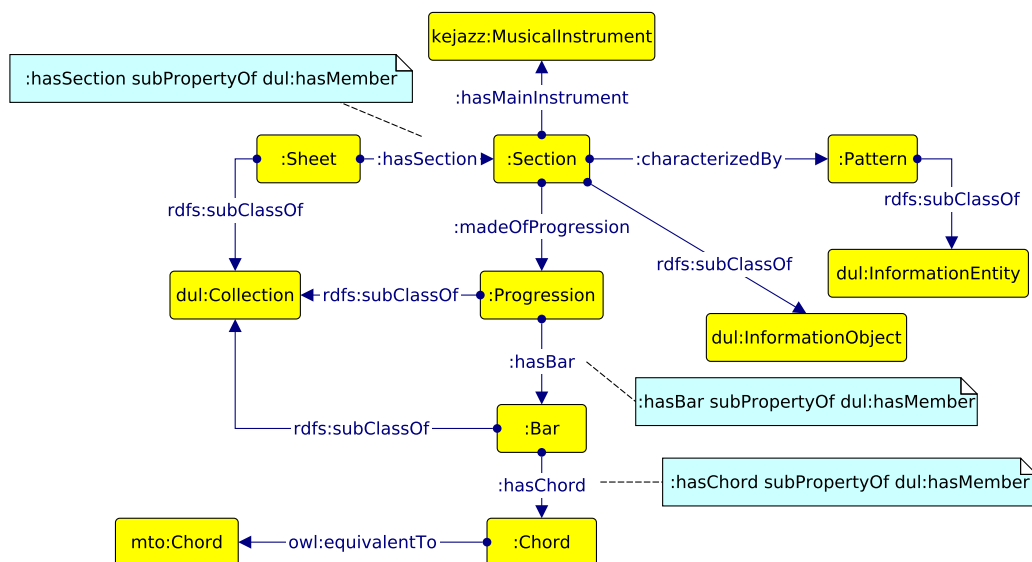 kejazz:MusicalInstrument
:hasSection subPropertyOf dul:hasMember
:hasMainInstrument
:Sheet
:hasSection
:Section
:characterizedBy
:Pattern
rdfs:subClassOf
rdfs:subClassOf
:madeOfProgression
rdfs:subClassOf
dul:InformationEntity
dul:Collection
rdfs:subClassOf
:Progression
dul:InformationObject
:hasBar
:hasBar subPropertyOf dul:hasMember
rdfs:subClassOf
:Bar
:hasChord
:hasChord subPropertyOf dul:hasMember
mto:Chord
owl:equivalentTo
:Chord